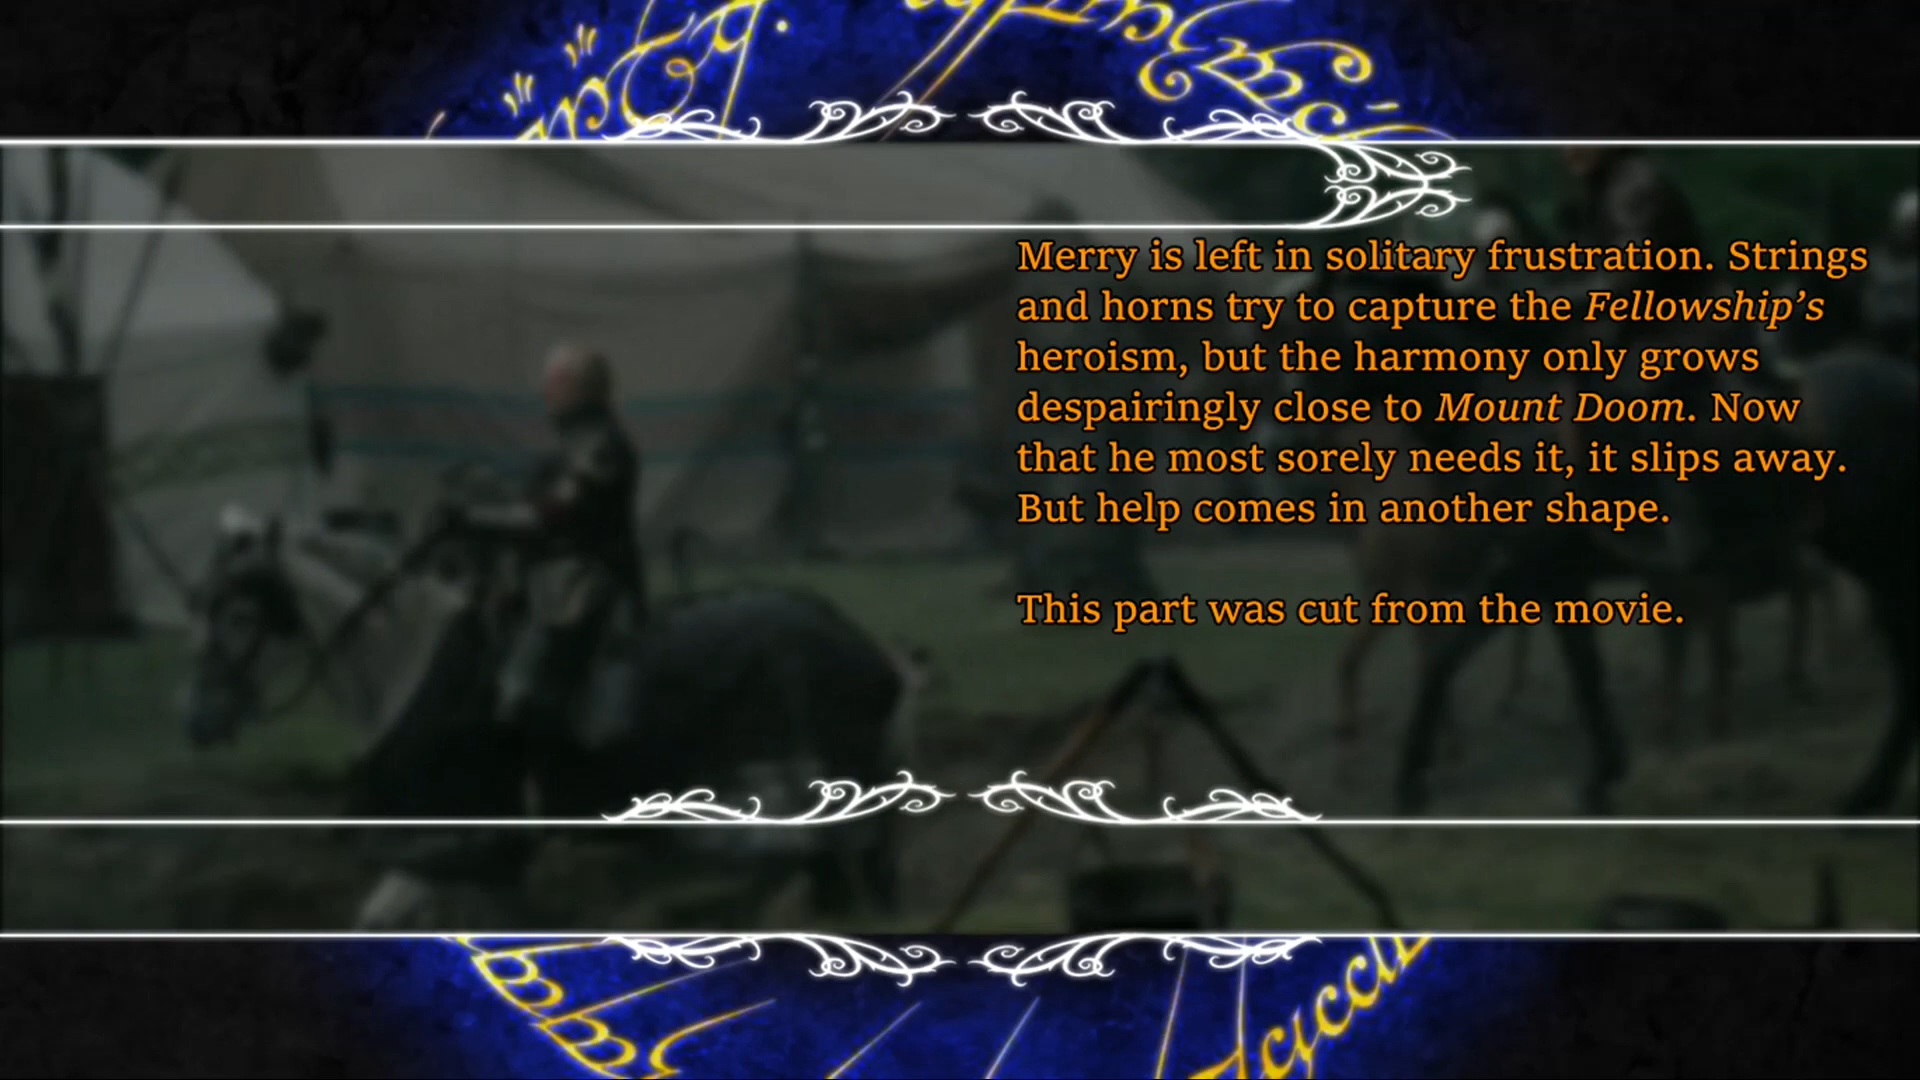 Merry is left in solitary frustration. Strings
and horns try to capture the Fellowship’s
heroism, but the harmony only grows
despairingly close to Mount Doom. Now
that he most sorely needs it, it slips away.
But help comes in another shape.
This part was cut from the movie.